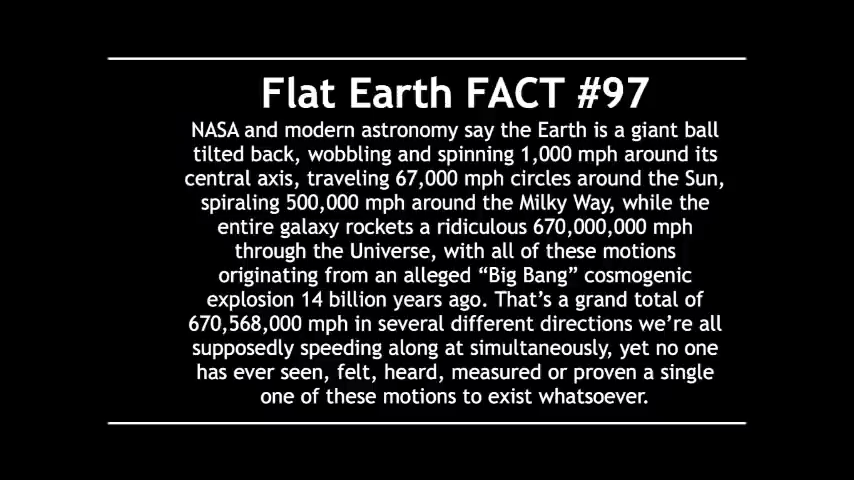 Flat Earth FACT #97
NASA and modern astronomy say the Earth is a giant ball
tilted back, wobbling and spinning 1,000 mph around its
central axis, traveling 67,000 mph circles around the Sun,
spiraling 500,000 mph around the Milky Way, while the
entire galaxy rockets a ridiculous 670,000,000 mph
through the Universe, with all of these motions
originating from an alleged “Big Bang” cosmogenic
explosion 14 billion years ago. That’s a grand total of
670,568,000 mph in several different directions we’re all
supposedly speeding along at simultaneously, yet no one
has ever seen, felt, heard, measured or proven a single
one of these motions to exist whatsoever.